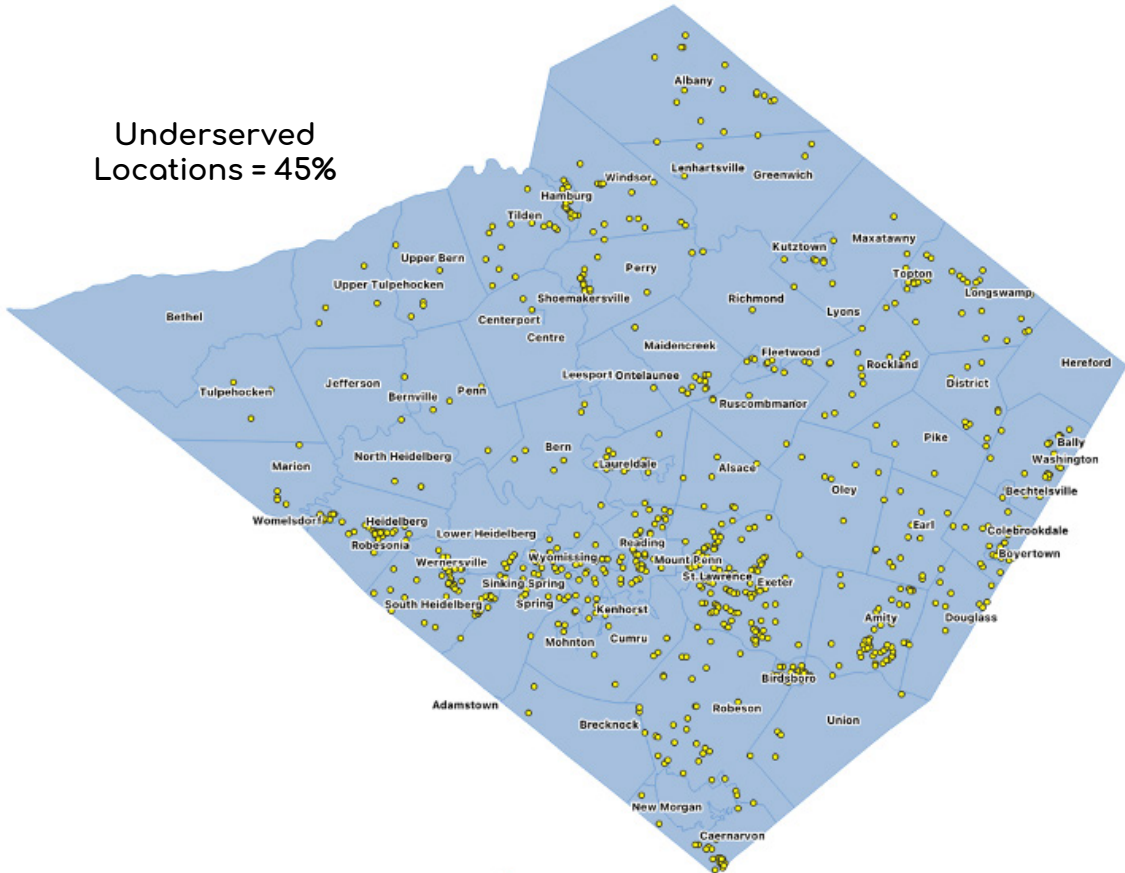 Underserved
Locations = 45%
Albany
Lenhartsville
Greenwich
Windsor
Hamburg
Tilden
Kutztown
Maxatawny
Upper Bern
Perry
Topton
Upper Tulpehocken
Longswamp
Shoemakersville
Richmond
Bethel
Centerport
Lyons
Centre
Maidencreek
Fleetwood
Hereford
Rockland
Leesport
Ontelaunee
Jefferson
District
Tulpehocken
Penn
Bernville
Ruscombmanor
Pike
Bally
Bern
North Heidelberg
Washington
Marion
Laureldale
Alsace
Oley
Bechtelsville
Womelsdorf
Heidelberg
Earl
Colebrookdale
Lower Heidelberg
Robesonia
Reading
Boyertown
Wyomissing
Wernersville
Mount Penn
St.Lawrence
Exeter
Sinking Spring
South Heidelberg
Spring
Kenhorst
Amity
Douglass
Mohnton
Cumru
Birdsboro
Adamstown
Robeson
Brecknock
Union
New Morgan
Caernarvon